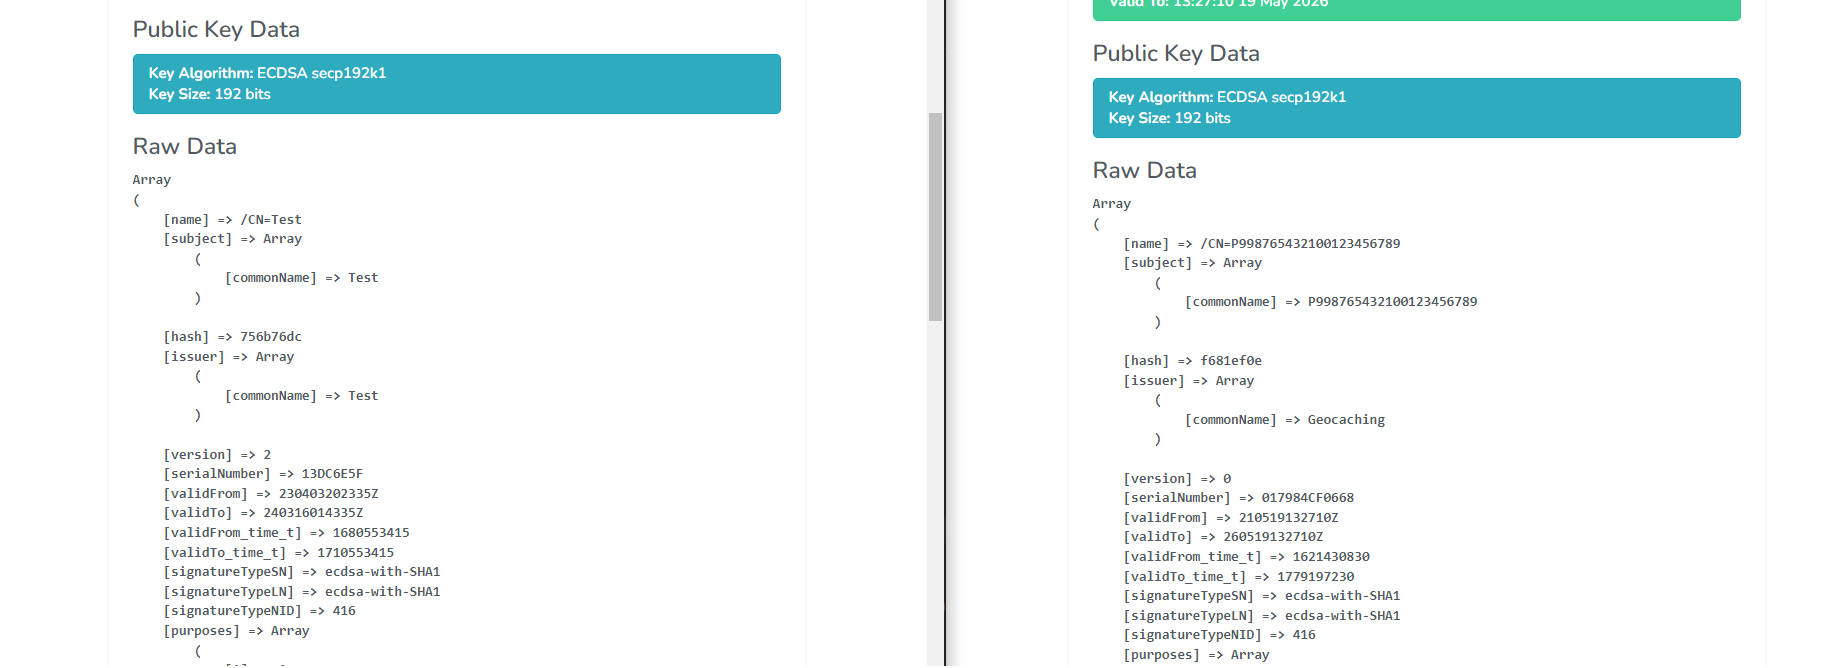 Public Key Data
Key Algorithm: ECDSA secp192k1
Key Size: 192 bits
Raw Data
Array
(
    [name] => /CN=Test
    [subject] => Array
        (
            [commonName] => Test
        )
    [hash] => 756b76dc
    [issuer] => Array
        (
            [commonName] => Test
        )
    [version] => 2
    [serialNumber] => 13DC6E5F
    [validFrom] => 230403202335Z
    [validTo] => 240316014335Z
    [validFrom_time_t] => 1680553415
    [validTo_time_t] => 1710553415
    [signatureTypeSN] => ecdsa-with-SHA1
    [signatureTypeLN] => ecdsa-with-SHA1
    [signatureTypeNID] => 416
    [purposes] => Array
        (
Valid To: 13:27:10 19 May 2026
Public Key Data
Key Algorithm: ECDSA secp192k1
Key Size: 192 bits
Raw Data
Array
(
    [name] => /CN=P998765432100123456789
    [subject] => Array
        (
            [commonName] => P998765432100123456789
        )
    [hash] => f681ef0e
    [issuer] => Array
        (
            [commonName] => Geocaching
        )
    [version] => 0
    [serialNumber] => 017984CF0668
    [validFrom] => 210519132710Z
    [validTo] => 260519132710Z
    [validFrom_time_t] => 1621430830
    [validTo_time_t] => 1779197230
    [signatureTypeSN] => ecdsa-with-SHA1
    [signatureTypeLN] => ecdsa-with-SHA1
    [signatureTypeNID] => 416
    [purposes] => Array